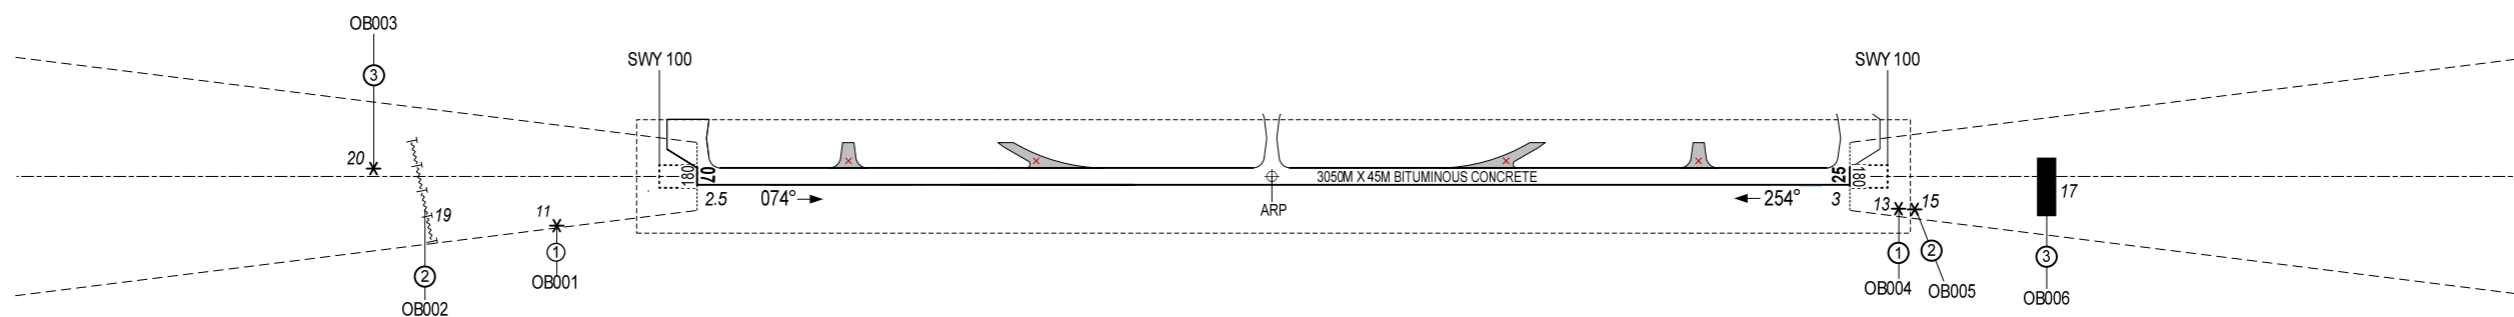 OB003
3
SWY 100
SWY 100
20
180
07
3050M X 45M BITUMINOUS CONCRETE
25
180
17
2.5
074°
ARP
254°
3
13
15
19
11
1
OB001
2
OB002
1
OB004
2
OB005
3
OB006